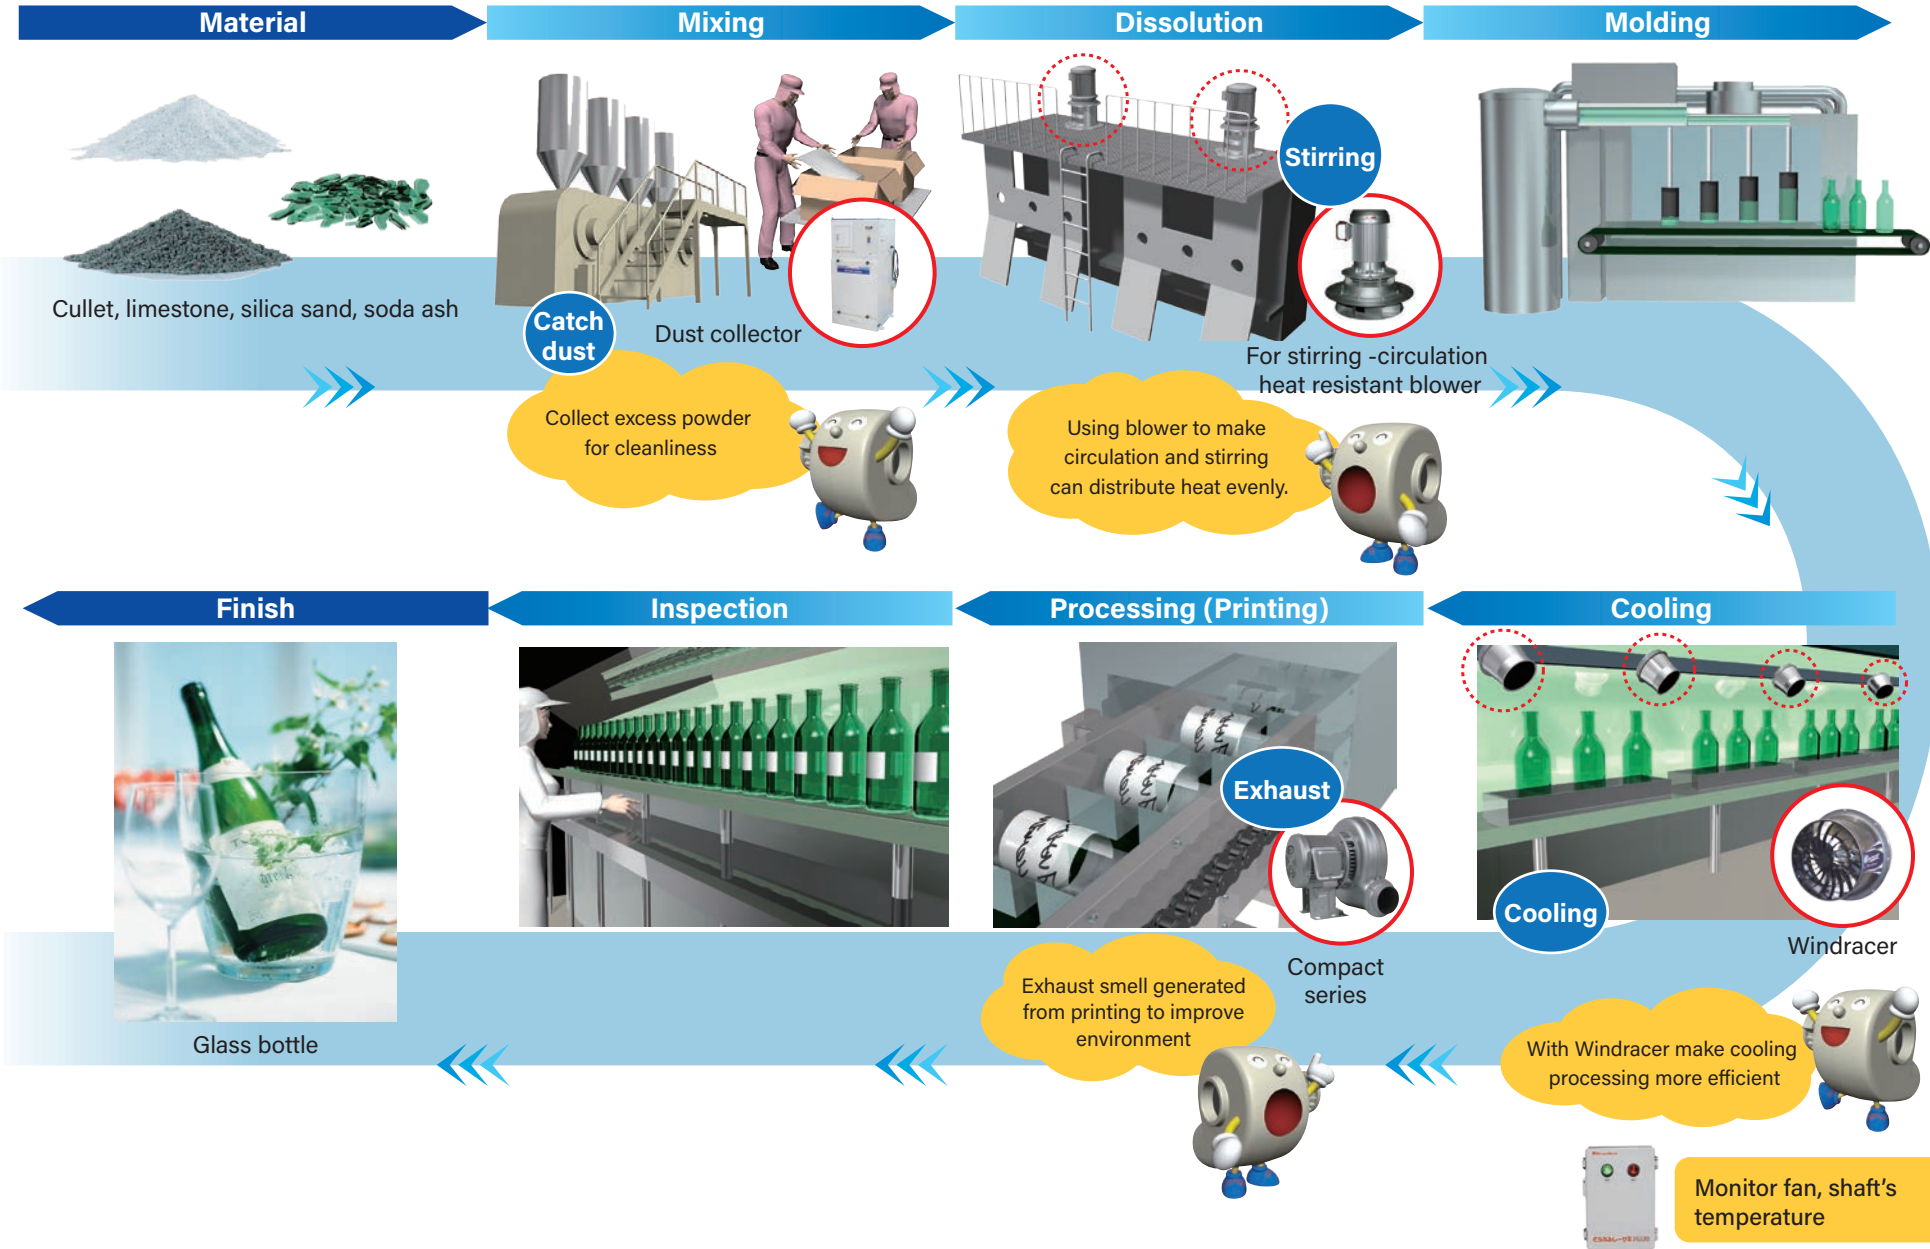 Material
Mixing
Dissolution
Molding
Stirring
Cullet, limestone, silica sand, soda ash
Catch
dust
Dust collector
For stirring -circulation
heat resistant blower
Collect excess powder
for cleanliness
Using blower to make
circulation and stirring
can distribute heat evenly.
Finish
Inspection
Processing (Printing)
Cooling
Exhaust
Cooling
Windracer
Compact
series
Exhaust smell generated
from printing to improve
environment
Glass bottle
With Windracer make cooling
processing more efficient
Monitor fan, shaft's
temperature